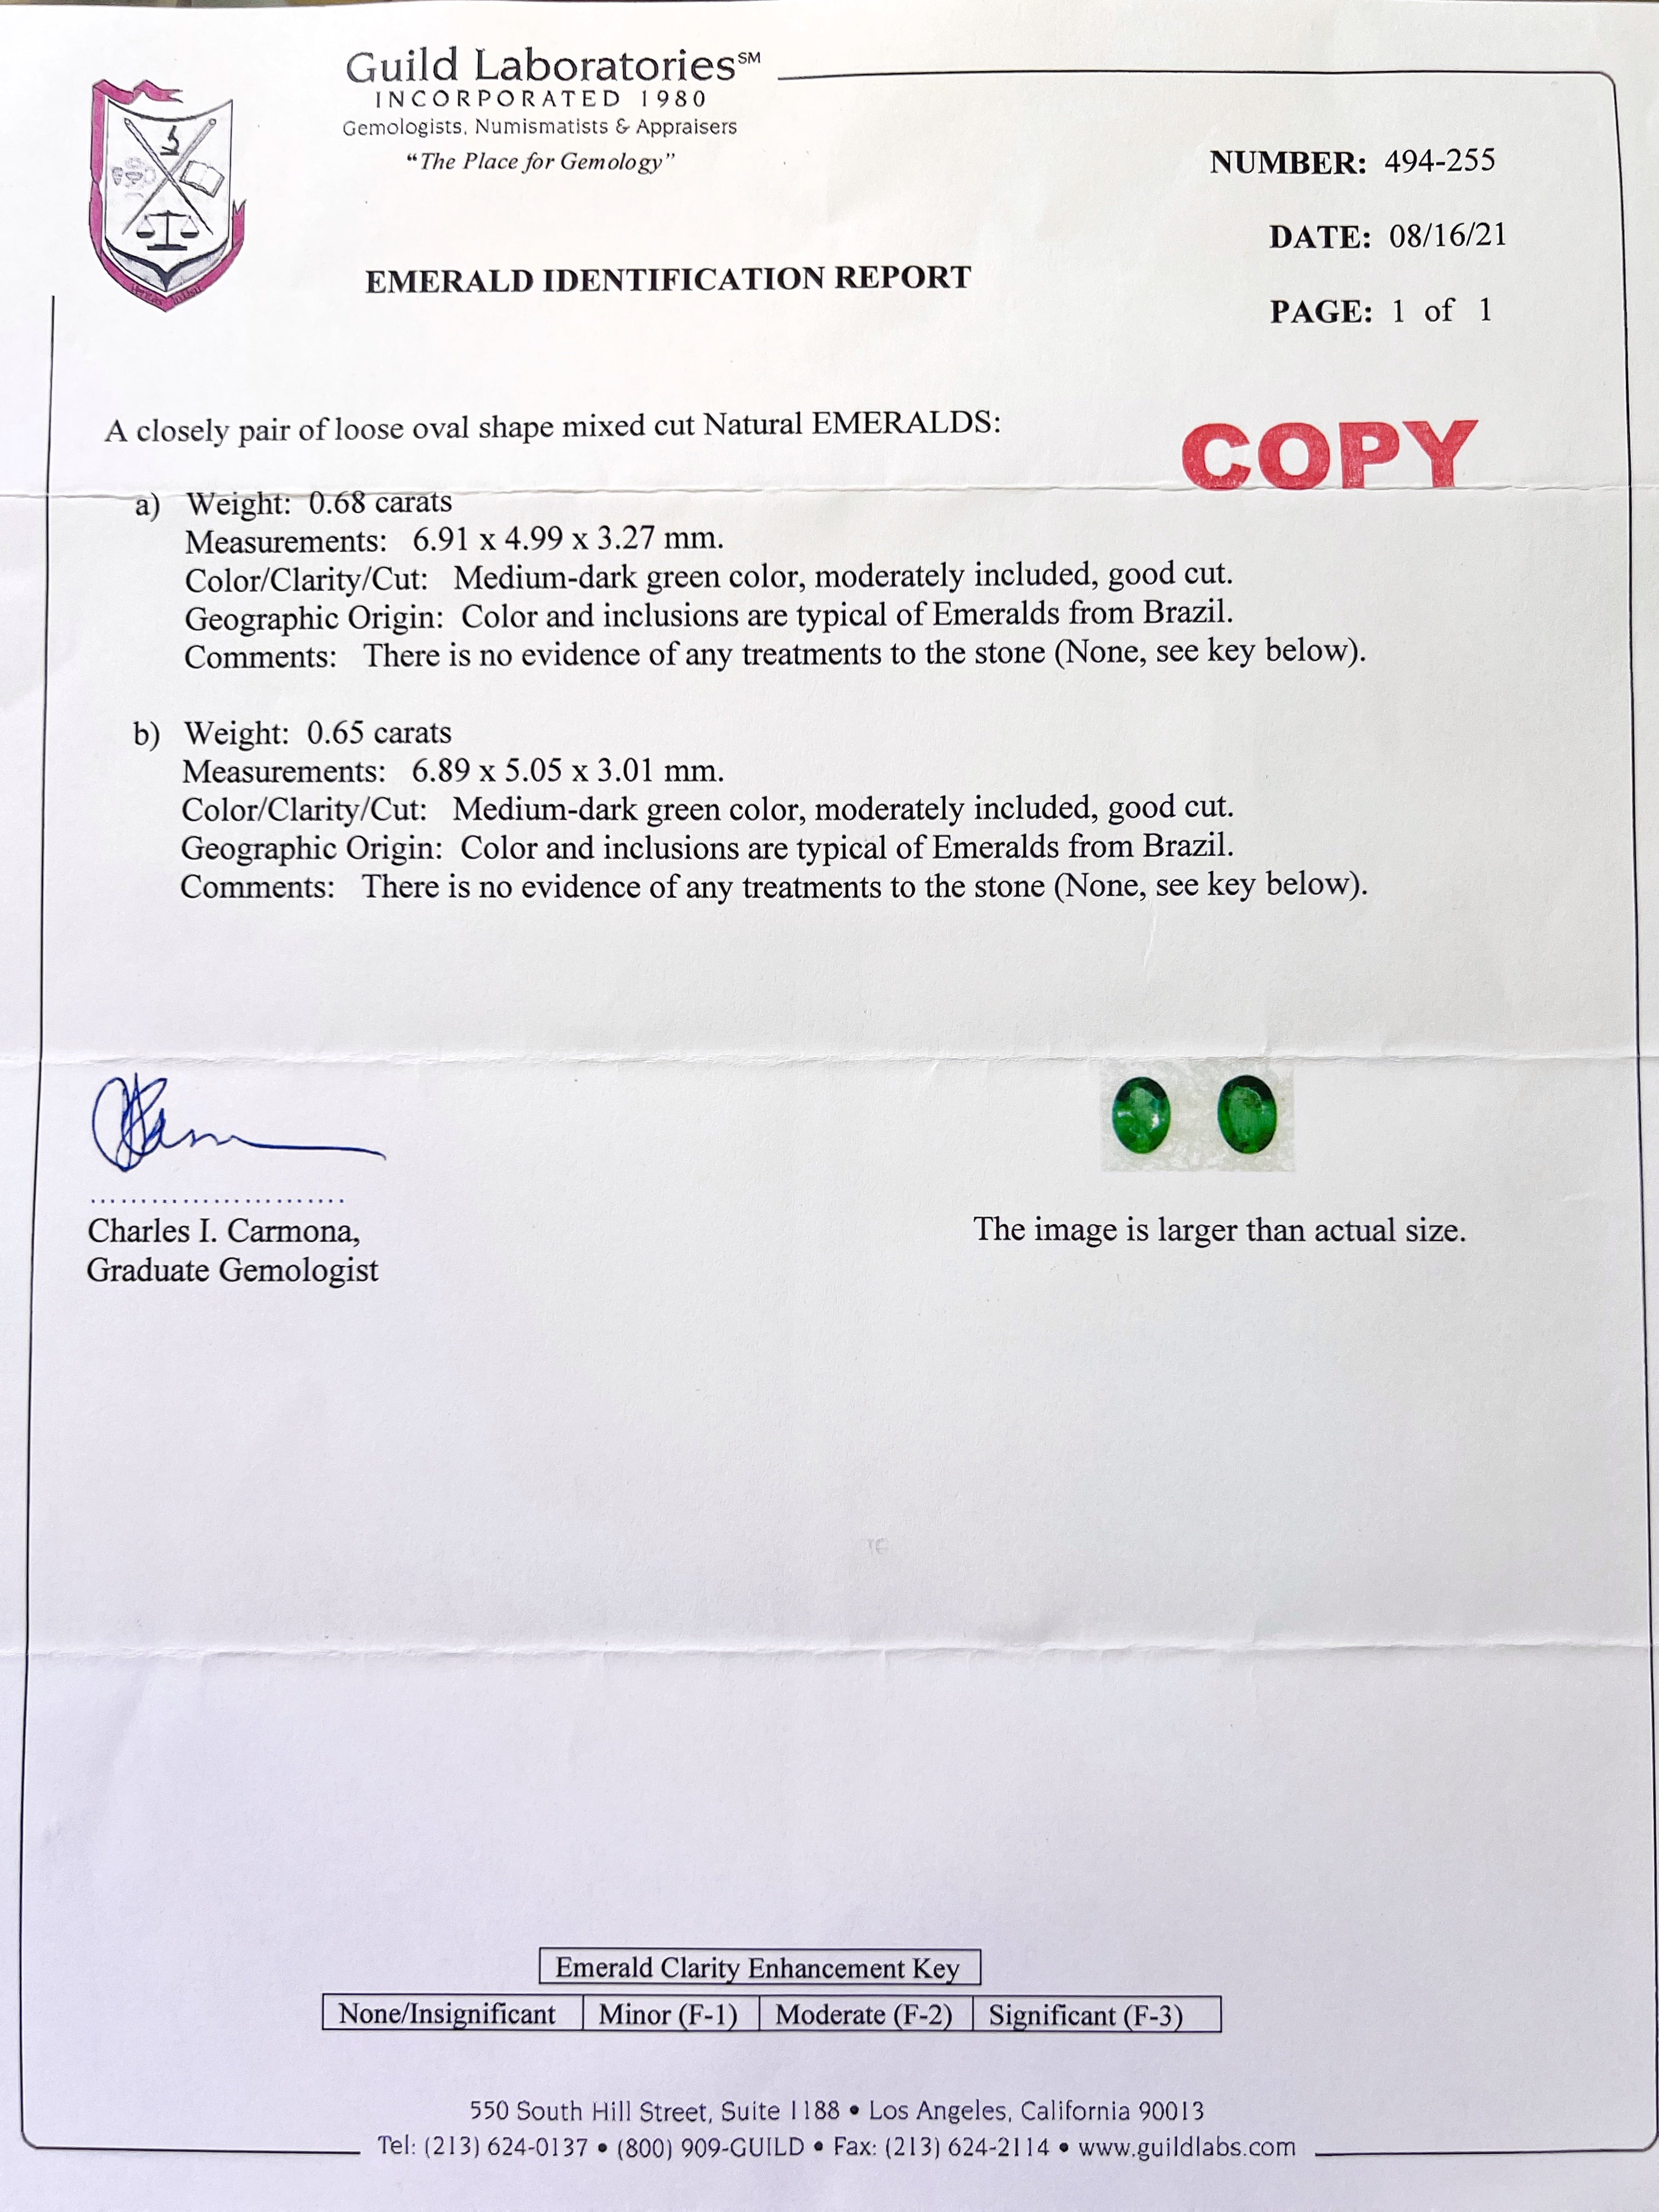 Guild Laboratories℠
INCORPORATED 1980
Gemologists, Numismatists & Appraisers
“The Place for Gemology”
NUMBER: 494-255
DATE: 08/16/21
EMERALD IDENTIFICATION REPORT
PAGE: 1 of 1
A closely pair of loose oval shape mixed cut Natural EMERALDS:
COPY
a) Weight: 0.68 carats
Measurements: 6.91 x 4.99 x 3.27 mm.
Color/Clarity/Cut: Medium-dark green color, moderately included, good cut.
Geographic Origin: Color and inclusions are typical of Emeralds from Brazil.
Comments: There is no evidence of any treatments to the stone (None, see key below).
b) Weight: 0.65 carats
Measurements: 6.89 x 5.05 x 3.01 mm.
Color/Clarity/Cut: Medium-dark green color, moderately included, good cut.
Geographic Origin: Color and inclusions are typical of Emeralds from Brazil.
Comments: There is no evidence of any treatments to the stone (None, see key below).
........................
Charles I. Carmona,
Graduate Gemologist
The image is larger than actual size.
Emerald Clarity Enhancement Key
None/Insignificant Minor (F-1) Moderate (F-2) Significant (F-3)
550 South Hill Street, Suite 1188 • Los Angeles, California 90013
Tel: (213) 624-0137 • (800) 909-GUILD • Fax: (213) 624-2114 • www.guildlabs.com